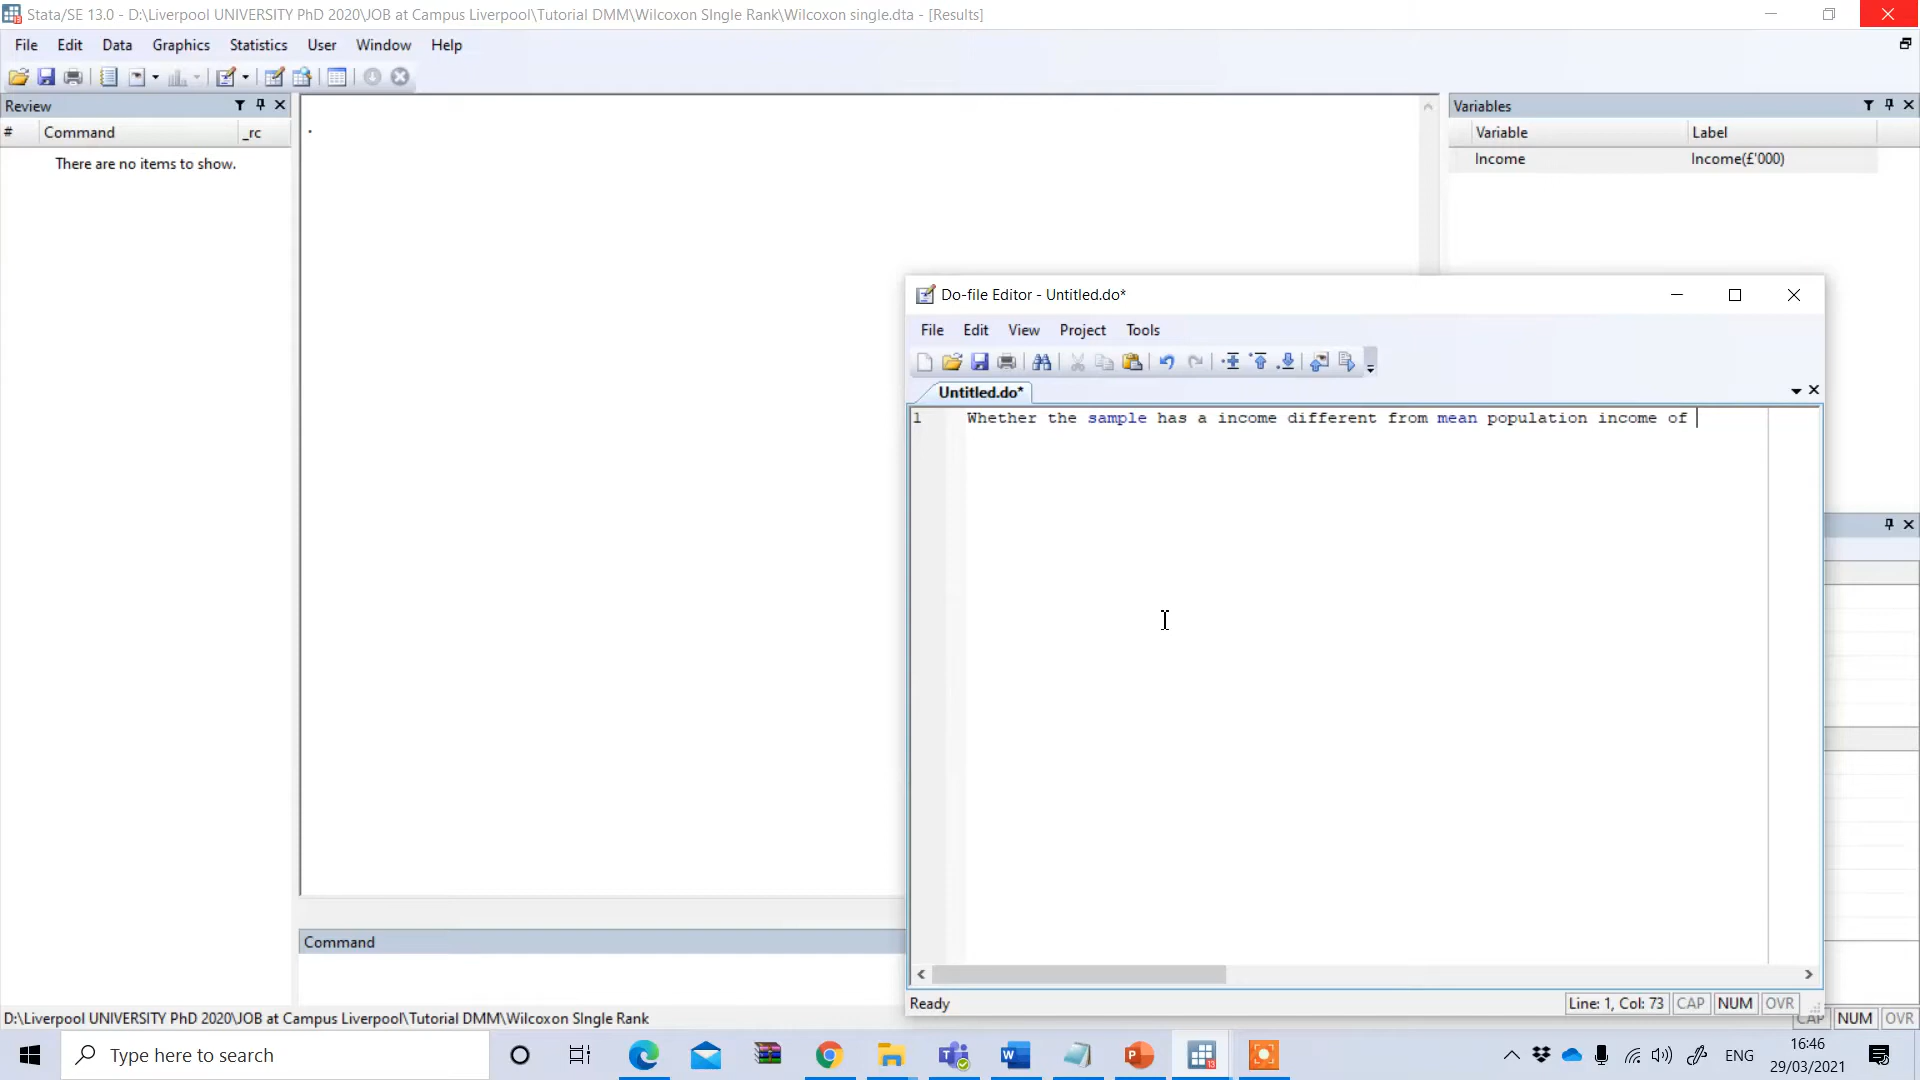 Stata/SE 13.0 - D:\Liverpool UNIVERSITY PhD 2020\JOB at Campus Liverpool\Tutorial DMM\Wilcoxon SIngle Rank\Wilcoxon single.dta - [Results]
File Edit Data Graphics Statistics User Window Help
Review
# Command _rc
There are no items to show.
.
Variables
Variable Label
Income Income(£'000)
Do-file Editor - Untitled.do*
File Edit View Project Tools
Untitled.do*
1 Whether the sample has a income different from mean population income of
Ready
Line: 1, Col: 73 CAP NUM OVR
Command
D:\Liverpool UNIVERSITY PhD 2020\JOB at Campus Liverpool\Tutorial DMM\Wilcoxon SIngle Rank
CAP NUM OVR
Type here to search
ENG
16:46
29/03/2021